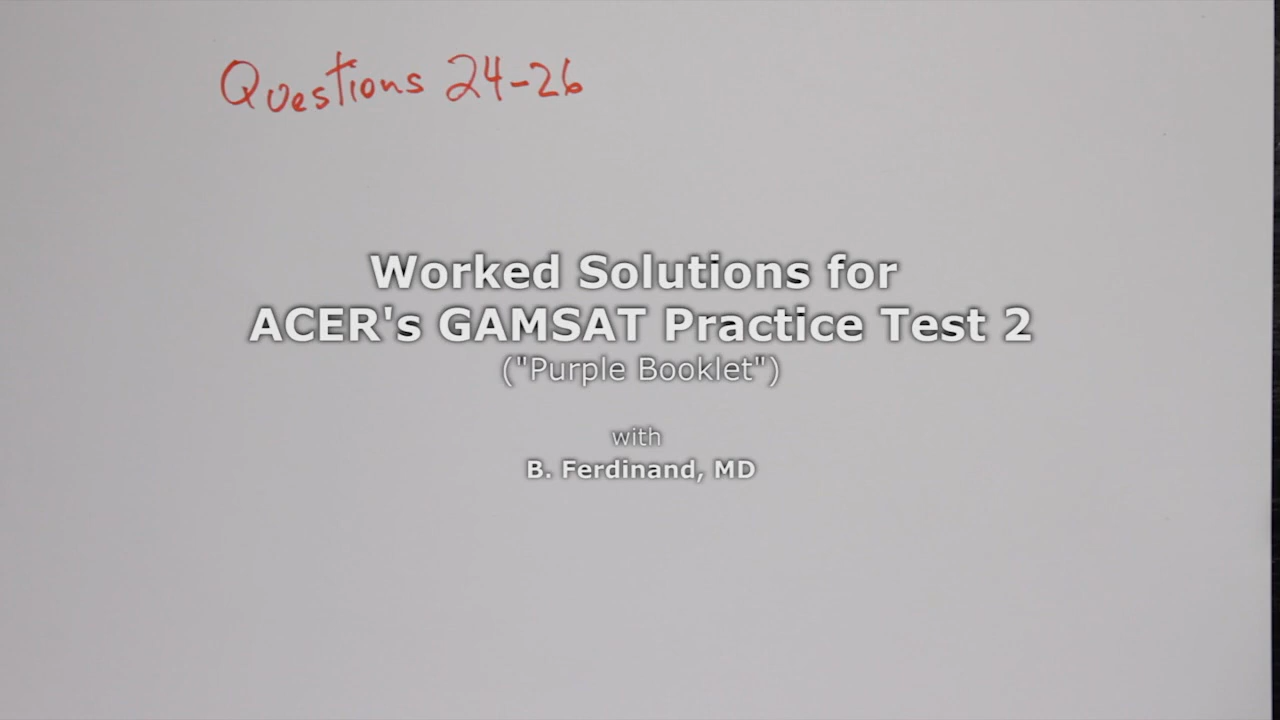 Questions 24-26
Worked Solutions for
ACER's GAMSAT Practice Test 2
("Purple Booklet")
with
B. Ferdinand, MD